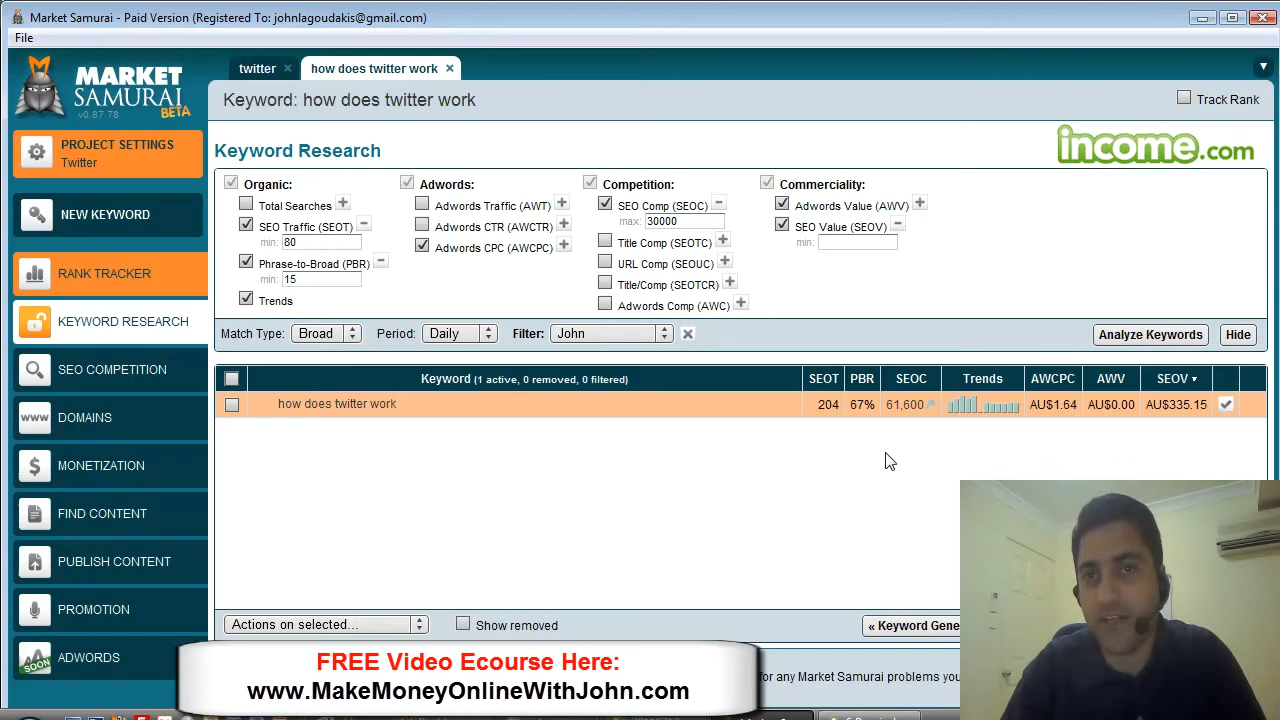 Market Samurai - Paid Version (Registered To: johnlagoudakis@gmail.com)
File
MARKET SAMURAI BETA
v0.87.78
twitter
how does twitter work
Keyword: how does twitter work
Track Rank
PROJECT SETTINGS
Twitter
NEW KEYWORD
RANK TRACKER
KEYWORD RESEARCH
SEO COMPETITION
DOMAINS
MONETIZATION
FIND CONTENT
PUBLISH CONTENT
PROMOTION
ADWORDS
SOON
Keyword Research
income.com
Organic:
Total Searches
SEO Traffic (SEOT)
min: 80
Phrase-to-Broad (PBR)
min: 15
Trends
Adwords:
Adwords Traffic (AWT)
Adwords CTR (AWCTR)
Adwords CPC (AWCPC)
Competition:
SEO Comp (SEOC)
max: 30000
Title Comp (SEOTC)
URL Comp (SEOUC)
Title/Comp (SEOTCR)
Adwords Comp (AWC)
Commerciality:
Adwords Value (AWV)
SEO Value (SEOV)
min:
Match Type: Broad Period: Daily Filter: John Analyze Keywords Hide
Keyword (1 active, 0 removed, 0 filtered) SEOT PBR SEOC Trends AWCPC AWV SEOV
how does twitter work 204 67% 61,600 AU$1.64 AU$0.00 AU$335.15
Actions on selected... Show removed « Keyword Gene
for any Market Samurai problems you
FREE Video Ecourse Here:
www.MakeMoneyOnlineWithJohn.com